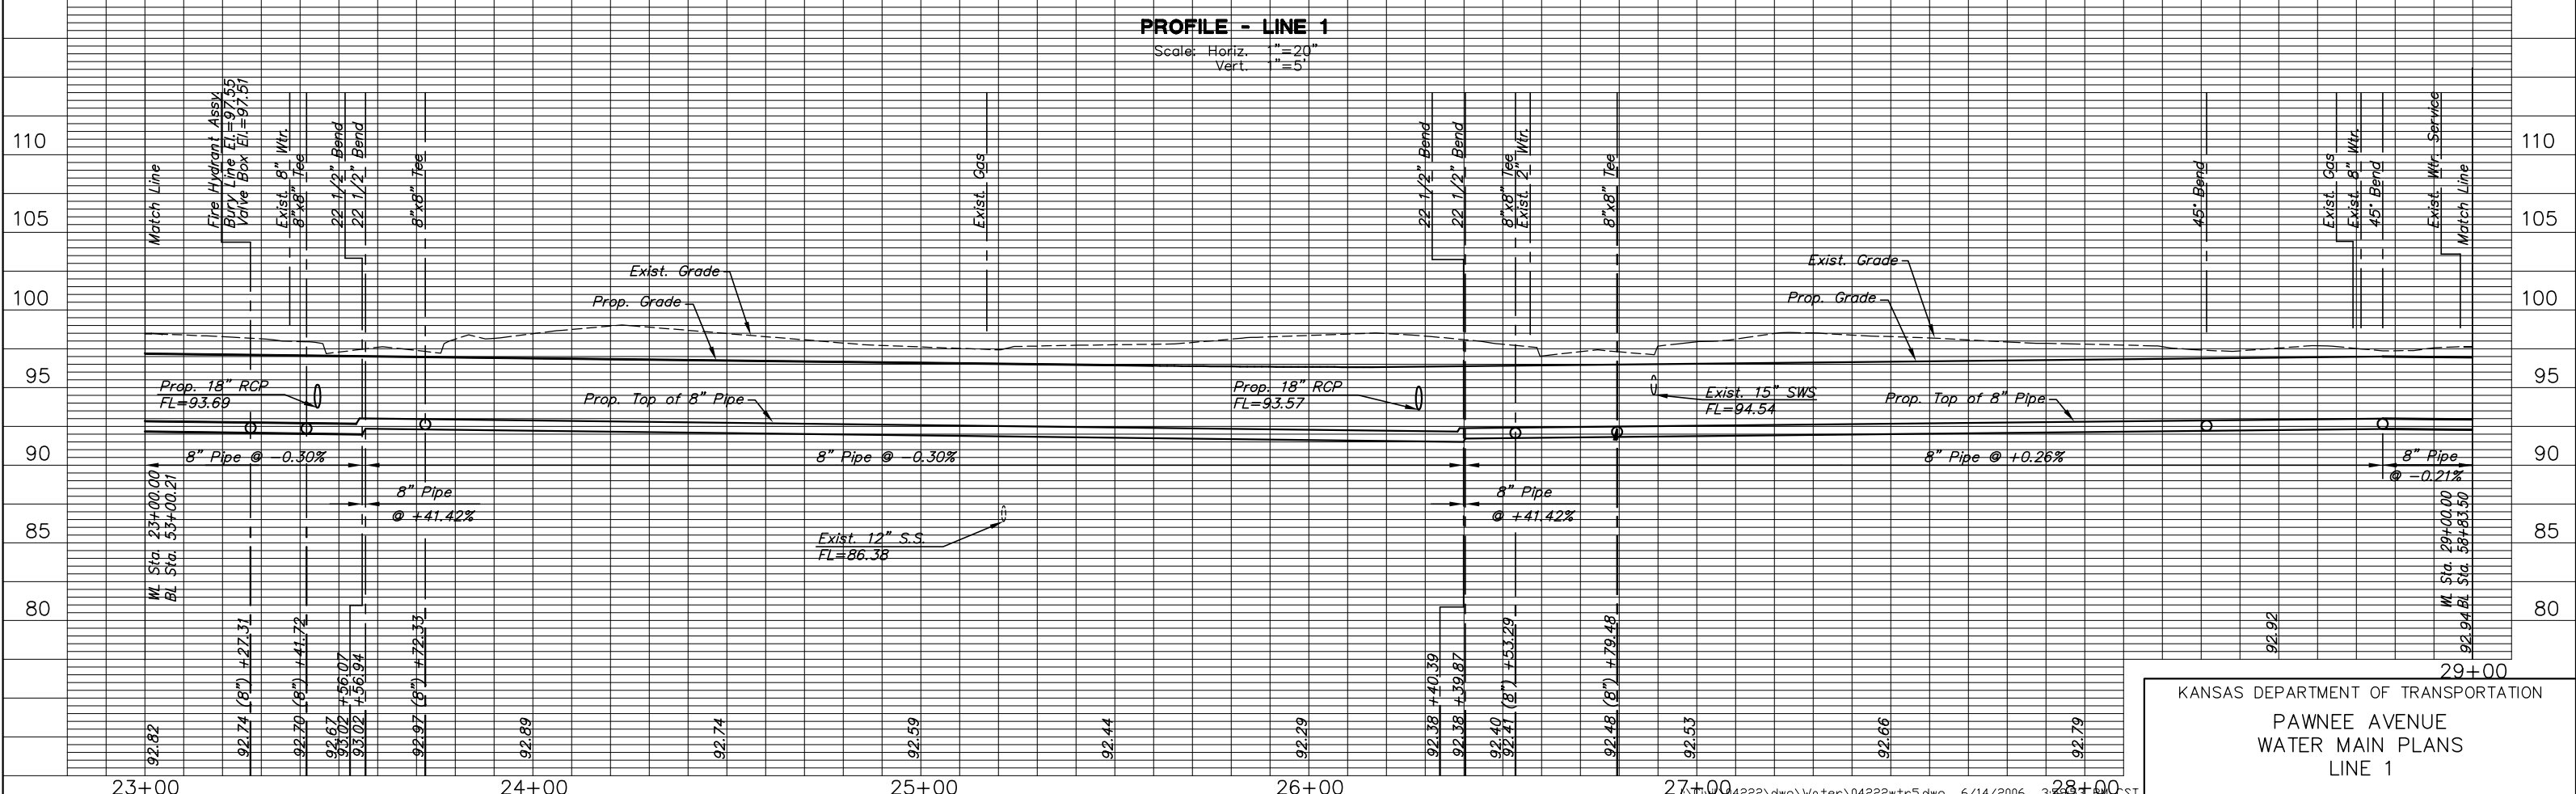 PROFILE - LINE 1
Scale: Horiz. 1"=20"
Vert. 1"=5'
110
105
100
95
90
85
80
110
105
100
95
90
85
80
Match Line
Fire Hydrant Assy.
Bury Line El.=97.55
Valve Box El.=97.51
Exist. 8" Wtr.
8"x8" Tee
22 1/2" Bend
22 1/2" Bend
8"x8" Tee
Exist. Gas
22 1/2" Bend
22 1/2" Bend
8"x8" Tee
Exist. 2" Wtr.
8"x8" Tee
45° Bend
Exist. Gas
Exist. 8" Wtr.
45° Bend
Exist. Wtr. Service
Match Line
Exist. Grade
Prop. Grade
Exist. Grade
Prop. Grade
Prop. 18" RCP
FL=93.69
Prop. Top of 8" Pipe
Prop. 18" RCP
FL=93.57
Exist. 15" SWS
FL=94.54
Prop. Top of 8" Pipe
8" Pipe @ -0.30%
8" Pipe @ -0.30%
8" Pipe @ +0.26%
8" Pipe
@ -0.21%
8" Pipe
@ +41.42%
8" Pipe
@ +41.42%
Exist. 12" S.S.
FL=86.38
WL Sta. 23+00.00
BL Sta. 53+00.21
WL Sta. 29+00.00
BL Sta. 58+83.50
92.82
92.74 (8") +27.31
92.70 (8") +41.72
92.67
93.02 +56.07
93.02 +56.94
92.97 (8") +72.33
92.89
92.74
92.59
92.44
92.29
92.38 +40.39
92.38 +39.87
92.40
92.41 (8") +53.29
92.48 (8") +79.48
92.53
92.66
92.79
92.92
92.94
23+00
24+00
25+00
26+00
27+00
28+00
29+00
KANSAS DEPARTMENT OF TRANSPORTATION
PAWNEE AVENUE
WATER MAIN PLANS
LINE 1
6/14/2006